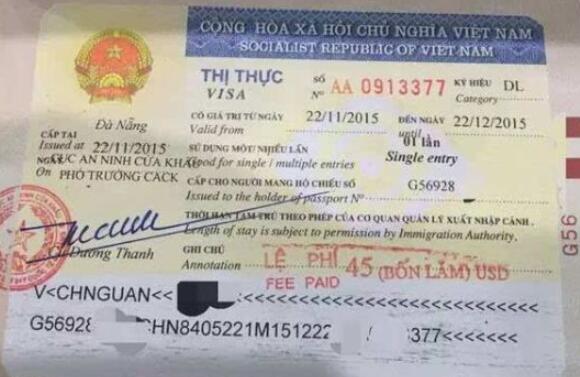 CỘNG HÒA XÃ HỘI CHỦ NGHĨA VIỆT NAM
SOCIALIST REPUBLIC OF VIET NAM
THỊ THỰC
VISA
SỐ
Nº AA 0913377
KÝ HIỆU DL
Category
CÓ GIÁ TRỊ TỪ NGÀY 22/11/2015 ĐẾN NGÀY 22/12/2015
Valid from until
CẤP TẠI Đà Nẵng
Issued at 22/11/2015
NGÀY CỤC AN NINH CỬA KHẨU
On PHÓ TRƯỞNG CACK
SỬ DỤNG MỘT/NHIỀU LẦN 01 lần
Good for single / multiple entries Single entry
CẤP CHO NGƯỜI MANG HỘ CHIẾU SỐ G56928
Issued to the holder of passport Nº
THỜI HẠN TẠM TRÚ THEO PHÉP CỦA CƠ QUAN QUẢN LÝ XUẤT NHẬP CẢNH.
Length of stay is subject to permission by Immigration Authority.
Dương Thanh
GHI CHÚ
Annotation
LỆ PHÍ 45 (BỐN LĂM) USD
FEE PAID
V<CHNGUAN<<
G56928
CHN8405221M151222
377<<<<<<<
G56